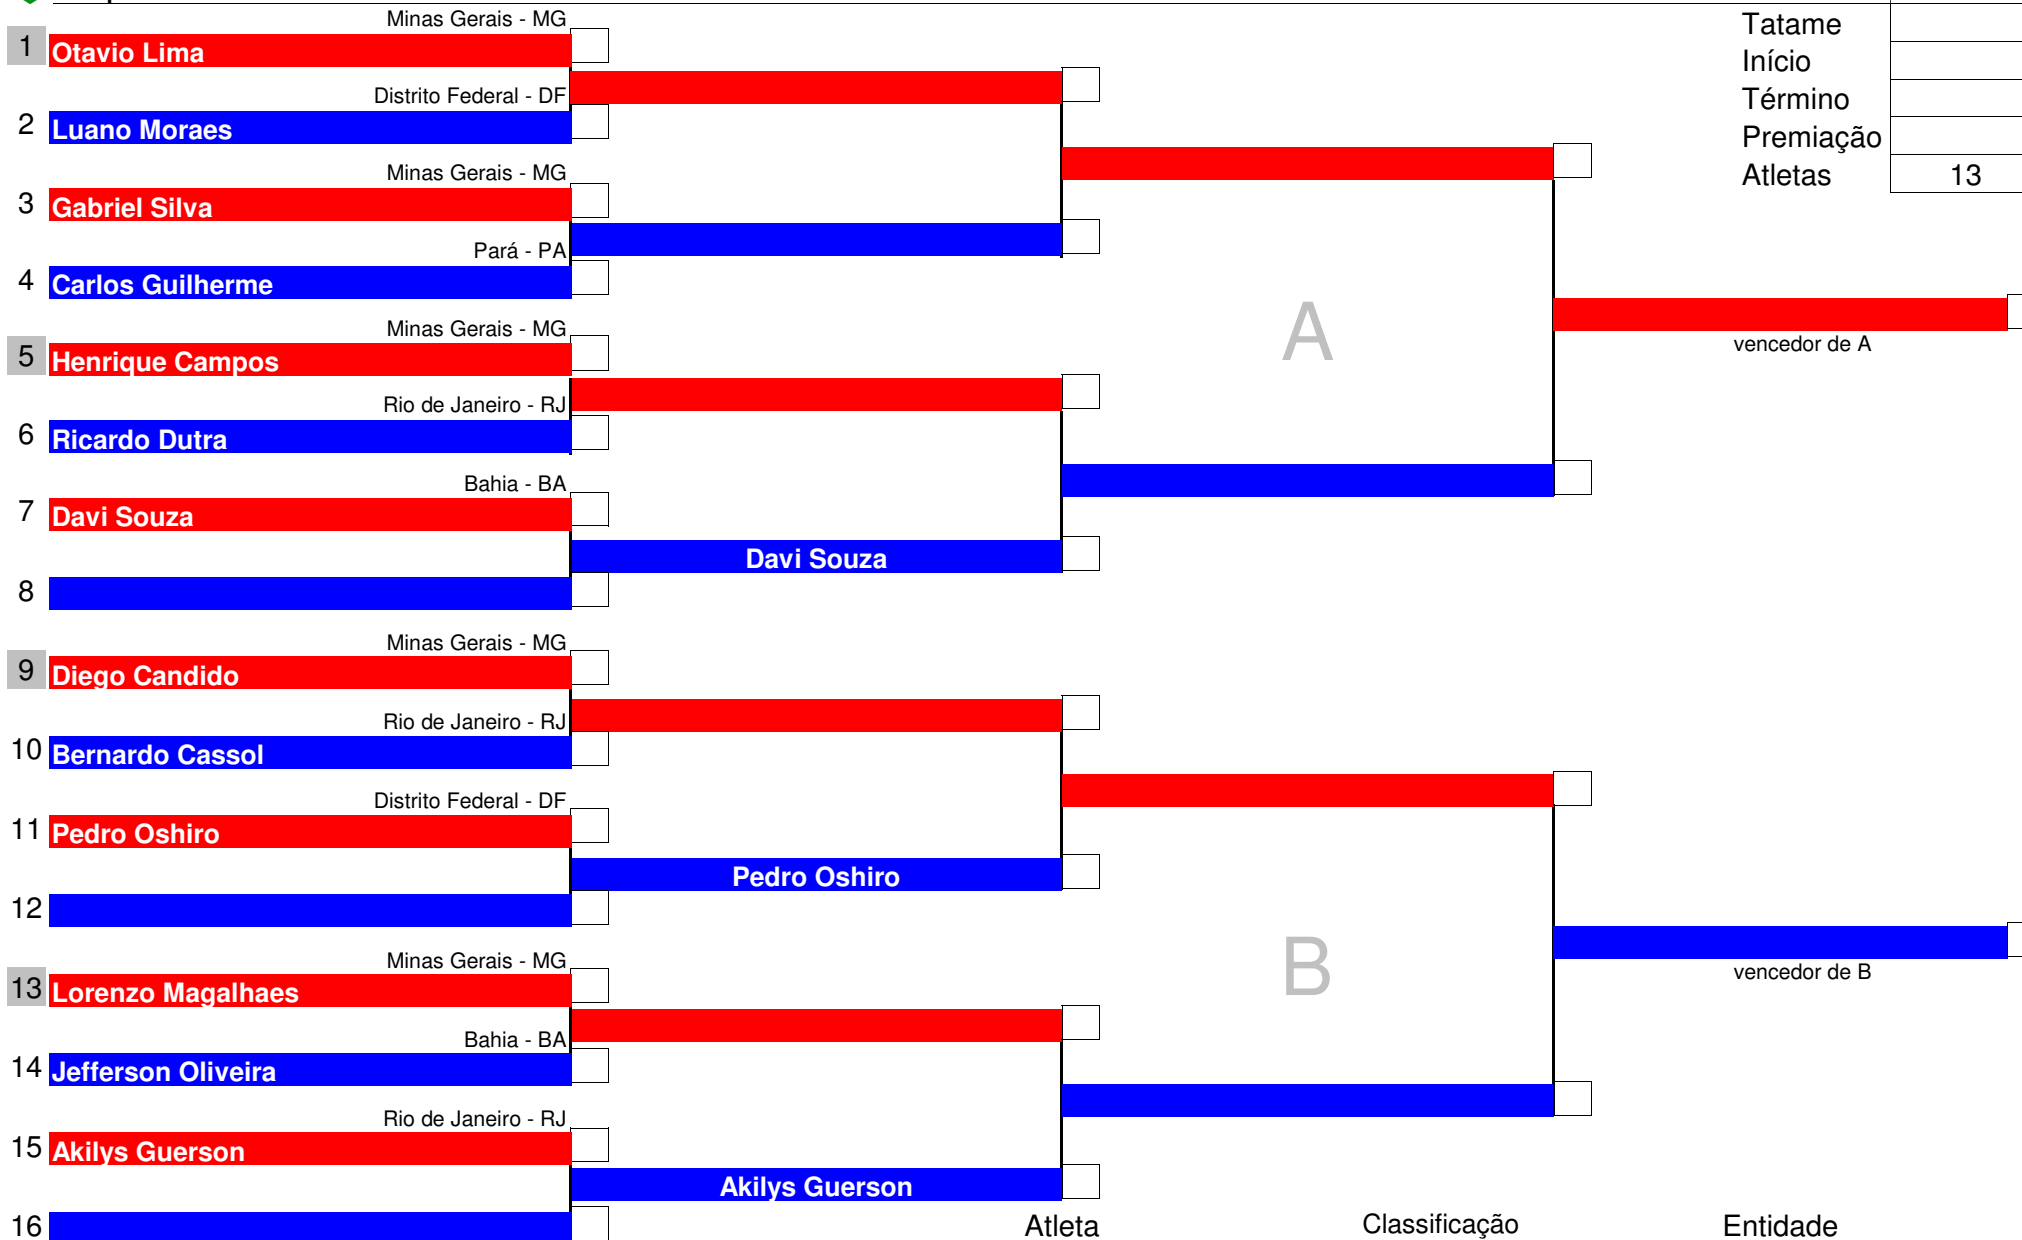 Minas Gerais - MG
1 Otavio Lima
Distrito Federal - DF
2 Luano Moraes
Minas Gerais - MG
3 Gabriel Silva
Pará - PA
4 Carlos Guilherme
Minas Gerais - MG
5 Henrique Campos
Rio de Janeiro - RJ
6 Ricardo Dutra
Bahia - BA
7 Davi Souza
Davi Souza
8
Minas Gerais - MG
9 Diego Candido
Rio de Janeiro - RJ
10 Bernardo Cassol
Distrito Federal - DF
11 Pedro Oshiro
Pedro Oshiro
12
Minas Gerais - MG
13 Lorenzo Magalhaes
Bahia - BA
14 Jefferson Oliveira
Rio de Janeiro - RJ
15 Akilys Guerson
Akilys Guerson
16
A
B
vencedor de A
vencedor de B
Tatame
Início
Término
Premiação
Atletas 13
Atleta Classificação Entidade